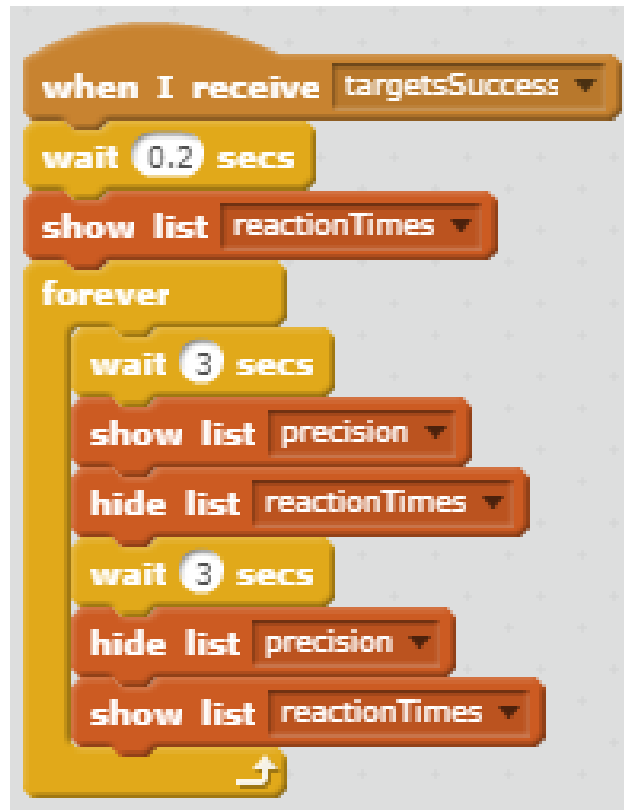 when I receive targetsSuccess
wait 0.2 secs
show list reactionTimes
forever
wait 3 secs
show list precision
hide list reactionTimes
wait 3 secs
hide list precision
show list reactionTimes